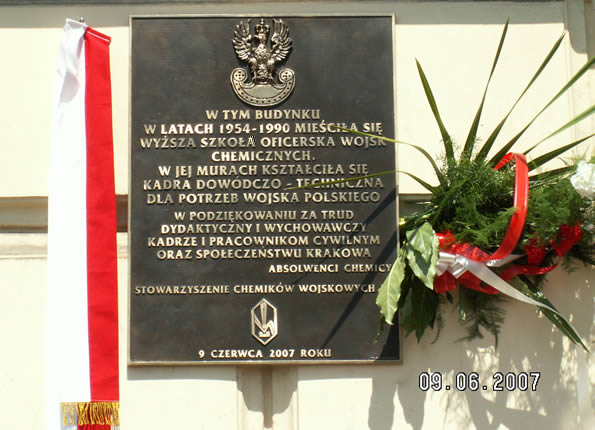 W TYM BUDYNKU
W LATACH 1954-1990 MIEŚCIŁA SIĘ
WYŻSZA SZKOŁA OFICERSKA WOJSK
CHEMICZNYCH.
W JEJ MURACH KSZTAŁCIŁA SIĘ
KADRA DOWÓDCZO - TECHNICZNA
DLA POTRZEB WOJSKA POLSKIEGO
W PODZIĘKOWANIU ZA TRUD
DYDAKTYCZNY I WYCHOWAWCZY
KADRZE I PRACOWNIKOM CYWILNYM
ORAZ SPOŁECZEŃSTWU KRAKOWA
ABSOLWENCI CHEMICY
STOWARZYSZENIE CHEMIKÓW WOJSKOWYCH
9 CZERWCA 2007 ROKU
09.06.2007